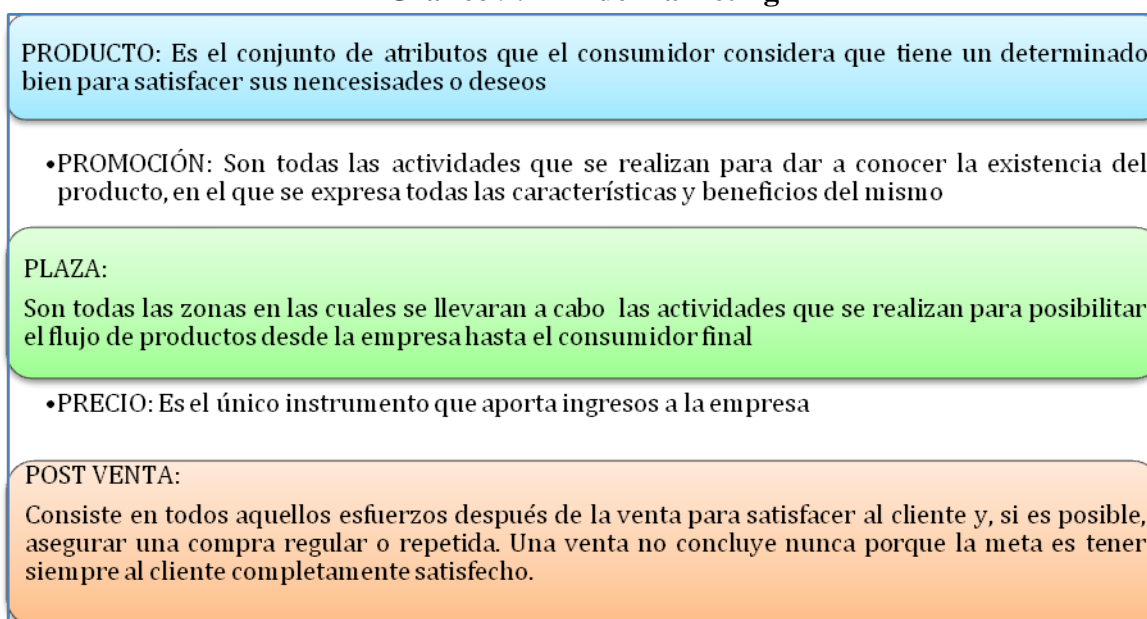 PRODUCTO: Es el conjunto de atributos que el consumidor considera que tiene un determinado
bien para satisfacer sus nencesisades o deseos
•PROMOCIÓN: Son todas las actividades que se realizan para dar a conocer la existencia del
producto, en el que se expresa todas las características y beneficios del mismo
PLAZA:
Son todas las zonas en las cuales se llevaran a cabo las actividades que se realizan para posibilitar
el flujo de productos desde la empresa hasta el consumidor final
•PRECIO: Es el único instrumento que aporta ingresos a la empresa
POST VENTA:
Consiste en todos aquellos esfuerzos después de la venta para satisfacer al cliente y, si es posible,
asegurar una compra regular o repetida. Una venta no concluye nunca porque la meta es tener
siempre al cliente completamente satisfecho.